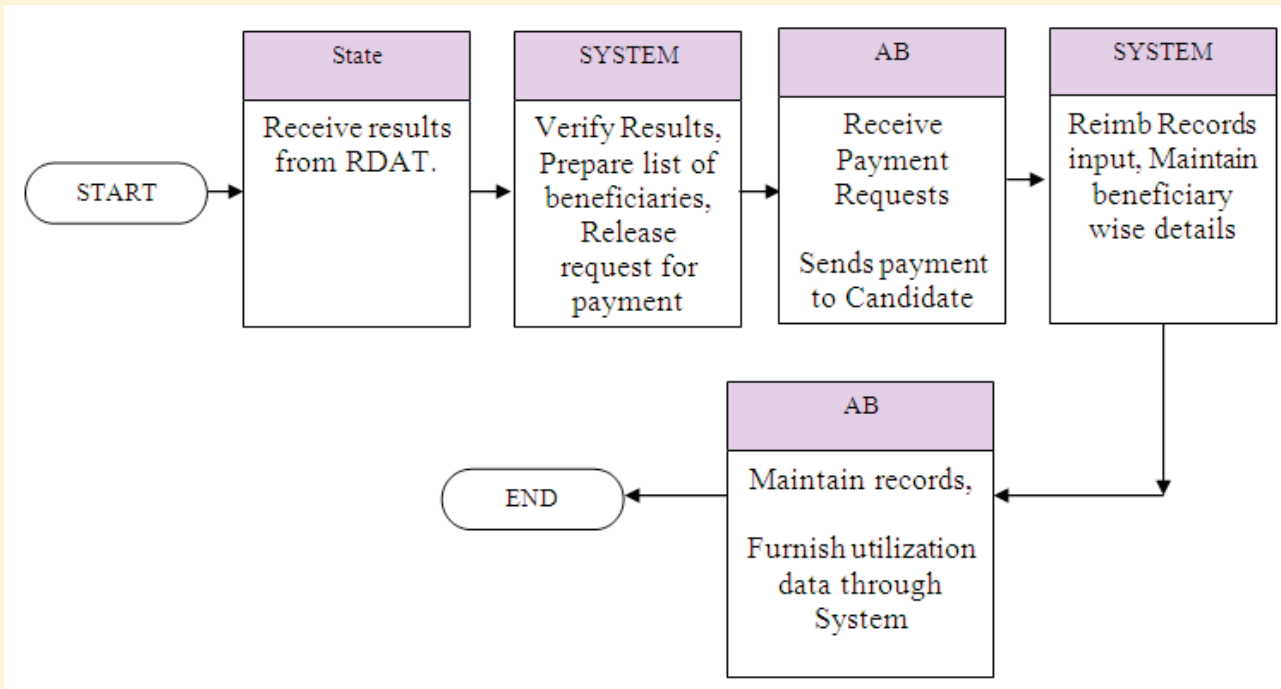 START
State
Receive results
from RDAT.
SYSTEM
Verify Results,
Prepare list of
beneficiaries,
Release
request for
payment
AB
Receive
Payment
Requests
Sends payment
to Candidate
SYSTEM
Reimb Records
input, Maintain
beneficiary
wise details
AB
Maintain records,
Furnish utilization
data through
System
END